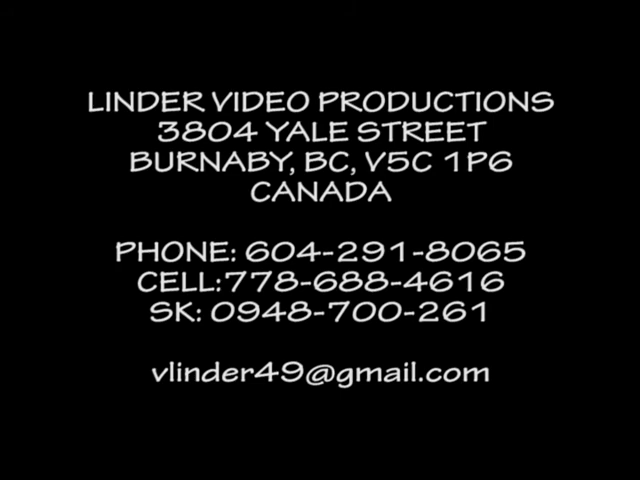 LINDER VIDEO PRODUCTIONS
3804 YALE STREET
BURNABY, BC, V5C 1P6
CANADA
PHONE: 604-291-8065
CELL:778-688-4616
SK: 0948-700-261
vlinder49@gmail.com